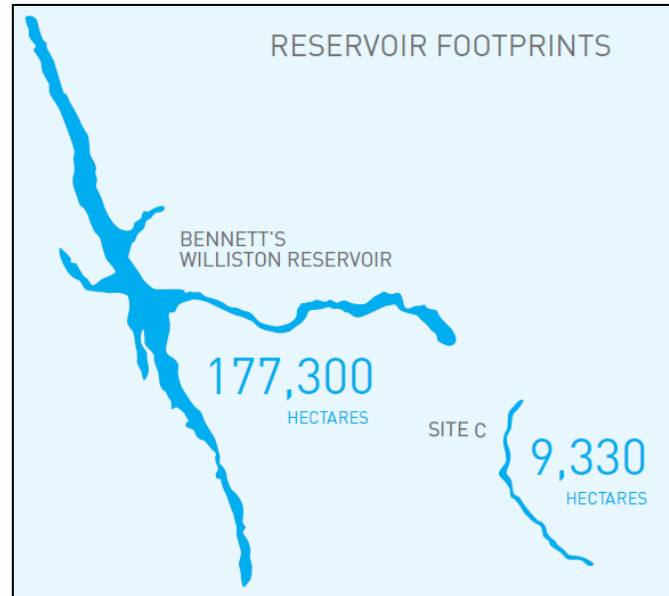 RESERVOIR FOOTPRINTS
BENNETT'S
WILLISTON RESERVOIR
177,300
HECTARES
SITE C
9,330
HECTARES